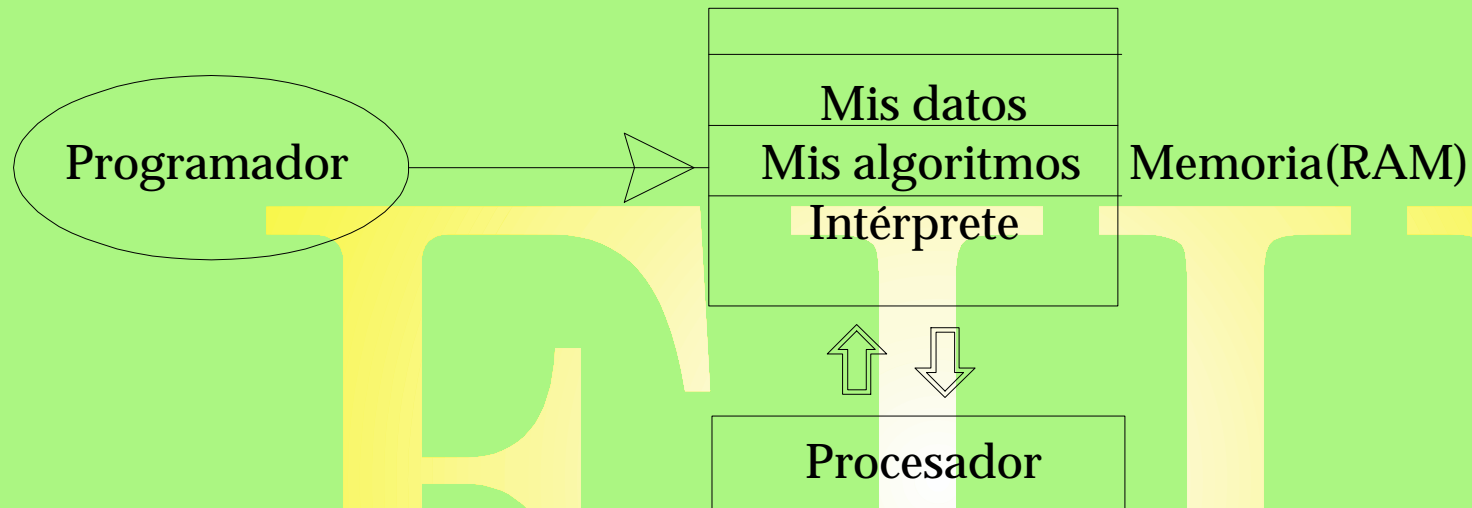 Mis datos
Programador
Mis algoritmos
Memoria(RAM)
Intérprete
Procesador